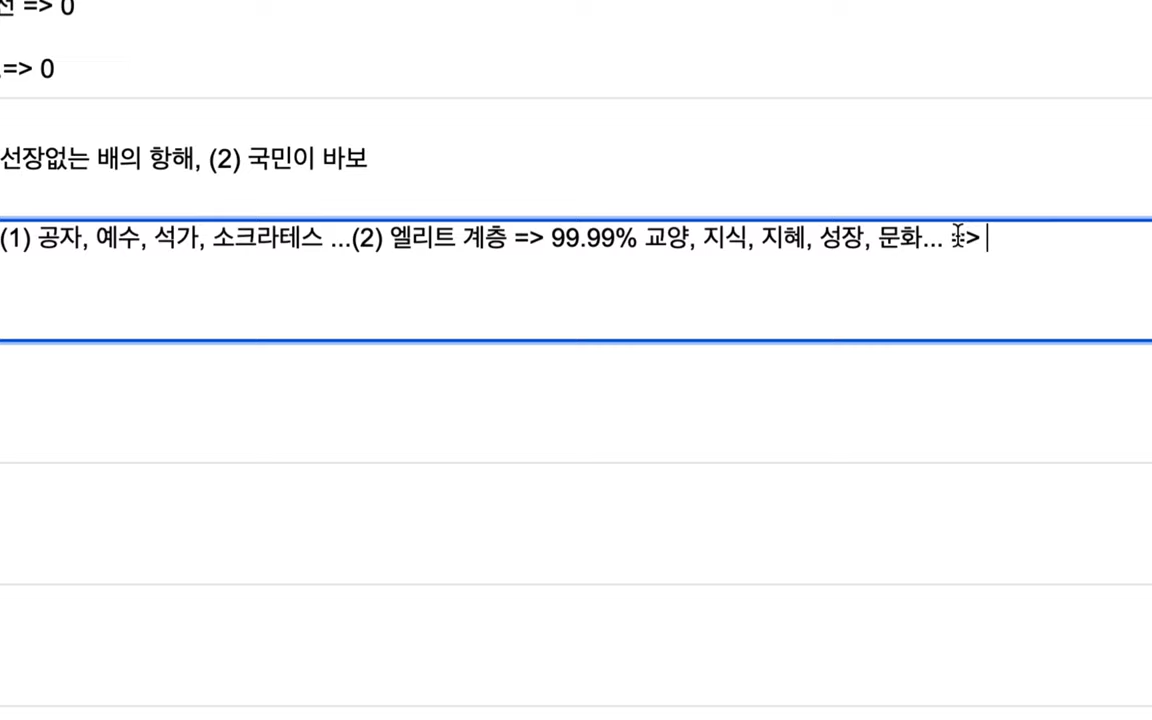 => 0
=> 0
선장없는 배의 항해, (2) 국민이 바보
(1) 공자, 예수, 석가, 소크라테스 ...(2) 엘리트 계층 => 99.99% 교양, 지식, 지혜, 성장, 문화... =>